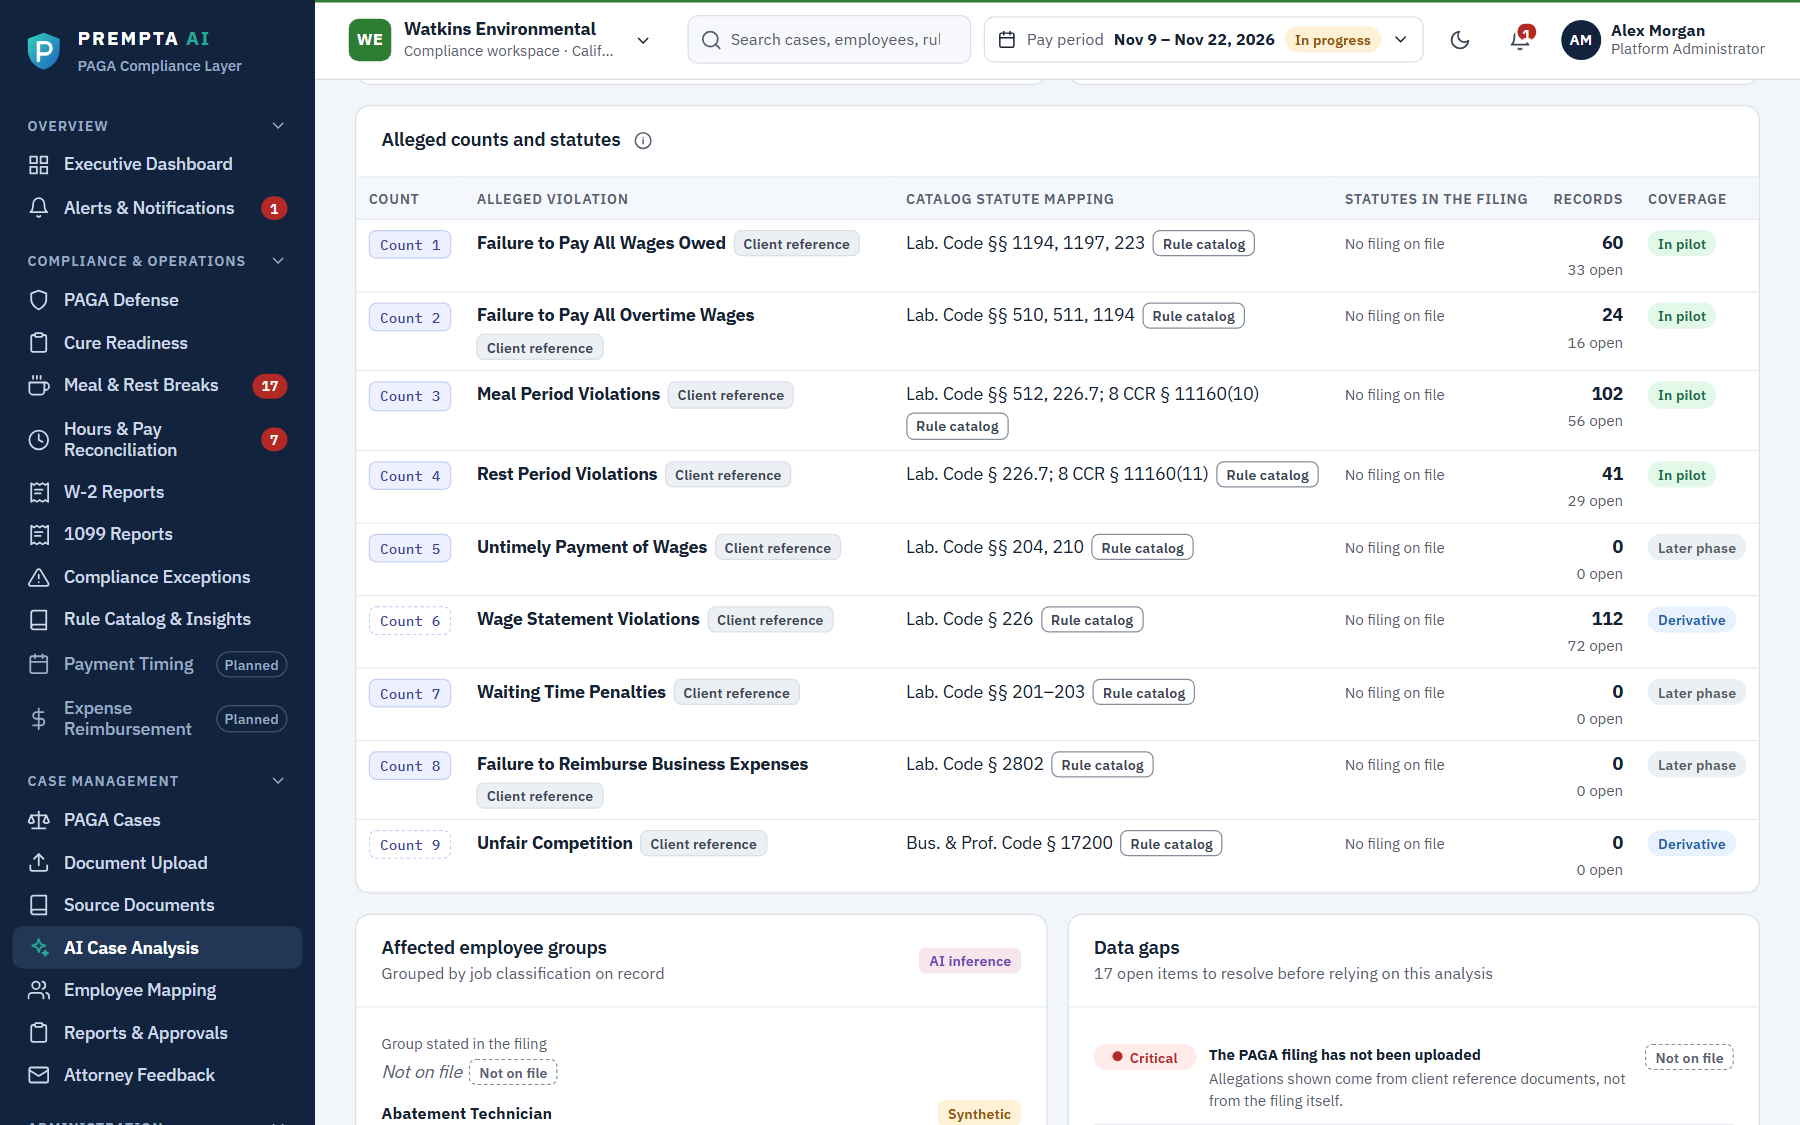 PREMPTA AI
PAGA Compliance Layer
OVERVIEW
Executive Dashboard
Alerts & Notifications 1
COMPLIANCE & OPERATIONS
PAGA Defense
Cure Readiness
Meal & Rest Breaks 17
Hours & Pay
Reconciliation 7
W-2 Reports
1099 Reports
Compliance Exceptions
Rule Catalog & Insights
Payment Timing Planned
Expense
Reimbursement Planned
CASE MANAGEMENT
PAGA Cases
Document Upload
Source Documents
AI Case Analysis
Employee Mapping
Reports & Approvals
Attorney Feedback
WE Watkins Environmental
Compliance workspace · Calif...
Search cases, employees, rul
Pay period Nov 9 – Nov 22, 2026 In progress
1
AM Alex Morgan
Platform Administrator
Alleged counts and statutes
COUNT ALLEGED VIOLATION CATALOG STATUTE MAPPING STATUTES IN THE FILING RECORDS COVERAGE
Count 1 Failure to Pay All Wages Owed Client reference Lab. Code §§ 1194, 1197, 223 Rule catalog No filing on file 60 In pilot
33 open
Count 2 Failure to Pay All Overtime Wages Lab. Code §§ 510, 511, 1194 Rule catalog No filing on file 24 In pilot
Client reference 16 open
Count 3 Meal Period Violations Client reference Lab. Code §§ 512, 226.7; 8 CCR § 11160(10) No filing on file 102 In pilot
Rule catalog 56 open
Count 4 Rest Period Violations Client reference Lab. Code § 226.7; 8 CCR § 11160(11) Rule catalog No filing on file 41 In pilot
29 open
Count 5 Untimely Payment of Wages Client reference Lab. Code §§ 204, 210 Rule catalog No filing on file 0 Later phase
0 open
Count 6 Wage Statement Violations Client reference Lab. Code § 226 Rule catalog No filing on file 112 Derivative
72 open
Count 7 Waiting Time Penalties Client reference Lab. Code §§ 201–203 Rule catalog No filing on file 0 Later phase
0 open
Count 8 Failure to Reimburse Business Expenses Lab. Code § 2802 Rule catalog No filing on file 0 Later phase
Client reference 0 open
Count 9 Unfair Competition Client reference Bus. & Prof. Code § 17200 Rule catalog No filing on file 0 Derivative
0 open
Affected employee groups
Grouped by job classification on record
AI inference
Group stated in the filing
Not on file Not on file
Abatement Technician Synthetic
Data gaps
17 open items to resolve before relying on this analysis
Critical The PAGA filing has not been uploaded Not on file
Allegations shown come from client reference documents, not
from the filing itself.